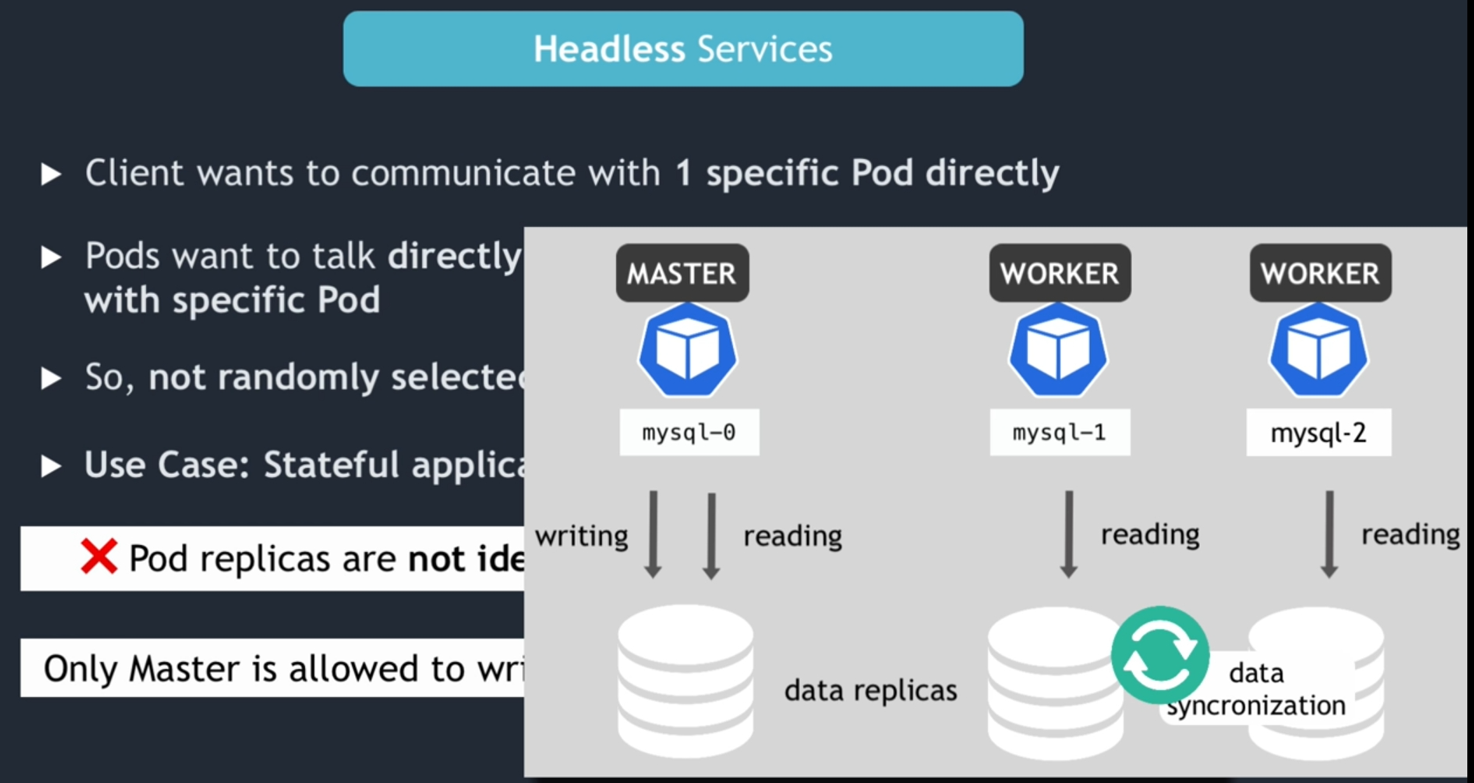 Headless Services
Client wants to communicate with 1 specific Pod directly
Pods want to talk directly
with specific Pod
So, not randomly selected
Use Case: Stateful applica
Pod replicas are not ide
Only Master is allowed to wri
MASTER
WORKER
WORKER
mysql-0
mysql-1
mysql-2
writing
reading
reading
reading
data replicas
data
syncronization